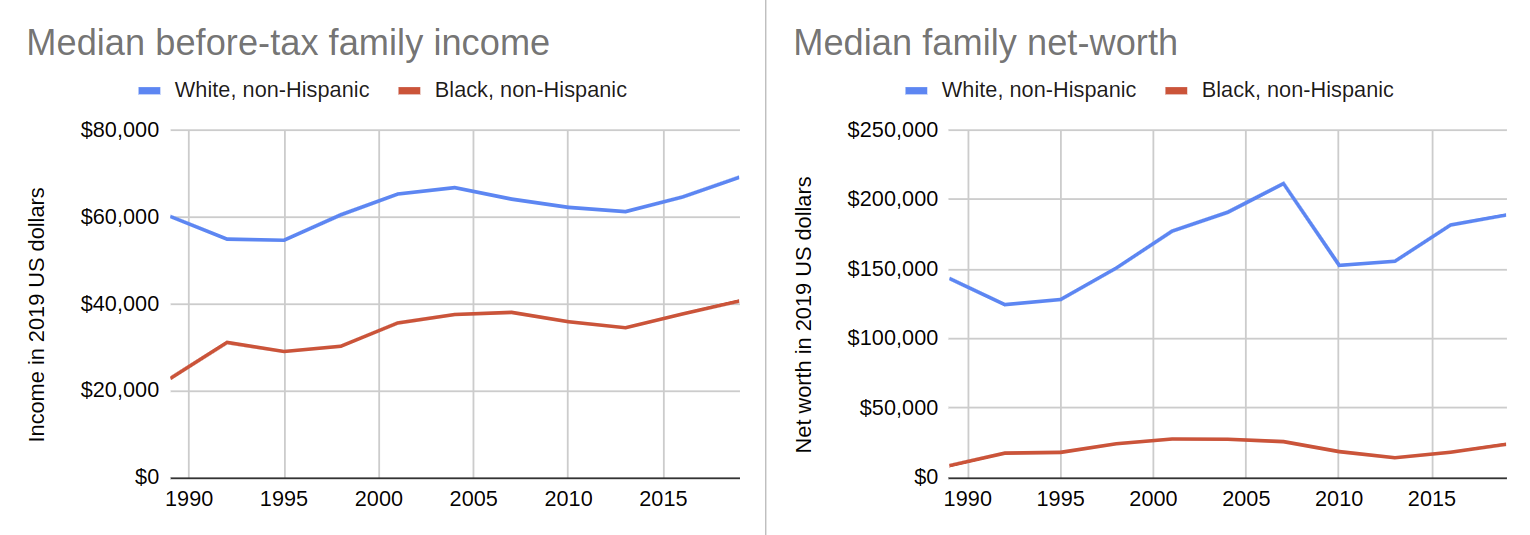 Median before-tax family income
White, non-Hispanic Black, non-Hispanic
$80,000
$60,000
$40,000
$20,000
$0
Income in 2019 US dollars
1990 1995 2000 2005 2010 2015
Median family net-worth
White, non-Hispanic Black, non-Hispanic
$250,000
$200,000
$150,000
$100,000
$50,000
$0
Net worth in 2019 US dollars
1990 1995 2000 2005 2010 2015